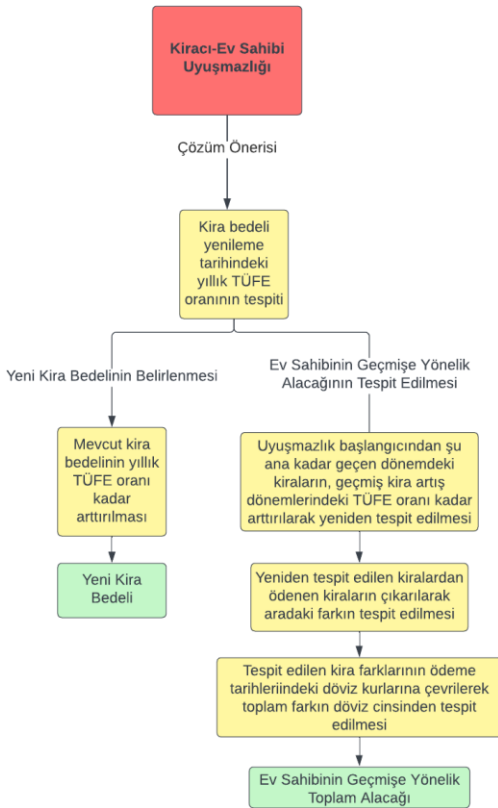 Kiracı-Ev Sahibi
Uyuşmazlığı
Çözüm Önerisi
Kira bedeli
yenileme
tarihindeki
yıllık TÜFE
oranının tespiti
Yeni Kira Bedelinin Belirlenmesi
Ev Sahibinin Geçmişe Yönelik
Alacağının Tespit Edilmesi
Mevcut kira
bedelinin yıllık
TÜFE oranı
kadar
arttırılması
Uyuşmazlık başlangıcından şu
ana kadar geçen dönemdeki
kiraların, geçmiş kira artış
dönemlerindeki TÜFE oranı kadar
arttırılarak yeniden tespit edilmesi
Yeni Kira
Bedeli
Yeniden tespit edilen kiralardan
ödenen kiraların çıkarılarak
aradaki farkın tespit edilmesi
Tespit edilen kira farklarının ödeme
tarihleriindeki döviz kurlarına çevrilerek
toplam farkın döviz cinsinden tespit
edilmesi
Ev Sahibinin Geçmişe Yönelik
Toplam Alacağı